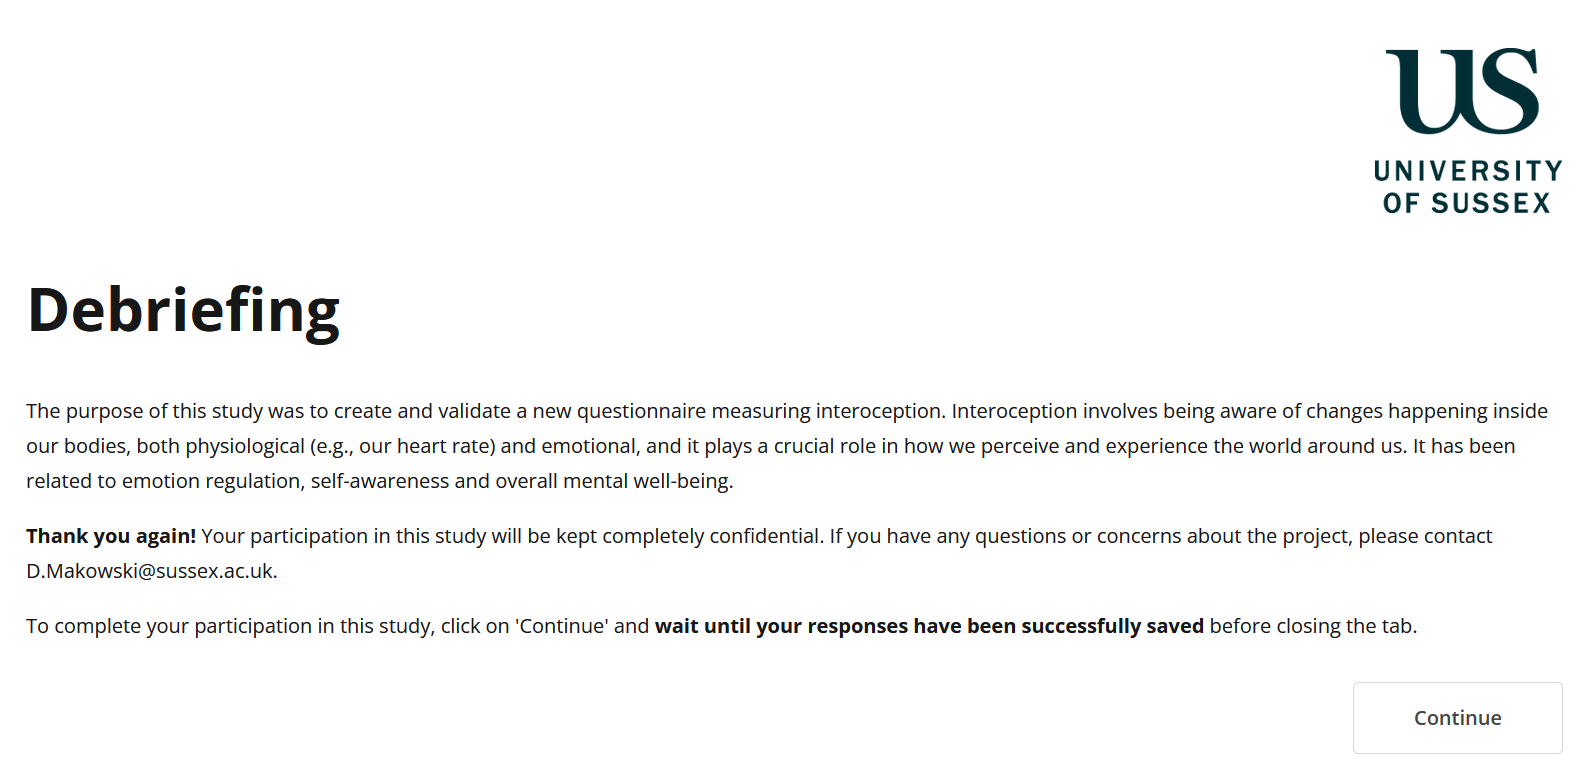 us
UNIVERSITY
OF SUSSEX
Debriefing
The purpose of this study was to create and validate a new questionnaire measuring interoception. Interoception involves being aware of changes happening inside
our bodies, both physiological (e.g., our heart rate) and emotional, and it plays a crucial role in how we perceive and experience the world around us. It has been
related to emotion regulation, self-awareness and overall mental well-being.
Thank you again! Your participation in this study will be kept completely confidential. If you have any questions or concerns about the project, please contact
D.Makowski@sussex.ac.uk.
To complete your participation in this study, click on 'Continue' and wait until your responses have been successfully saved before closing the tab.
Continue